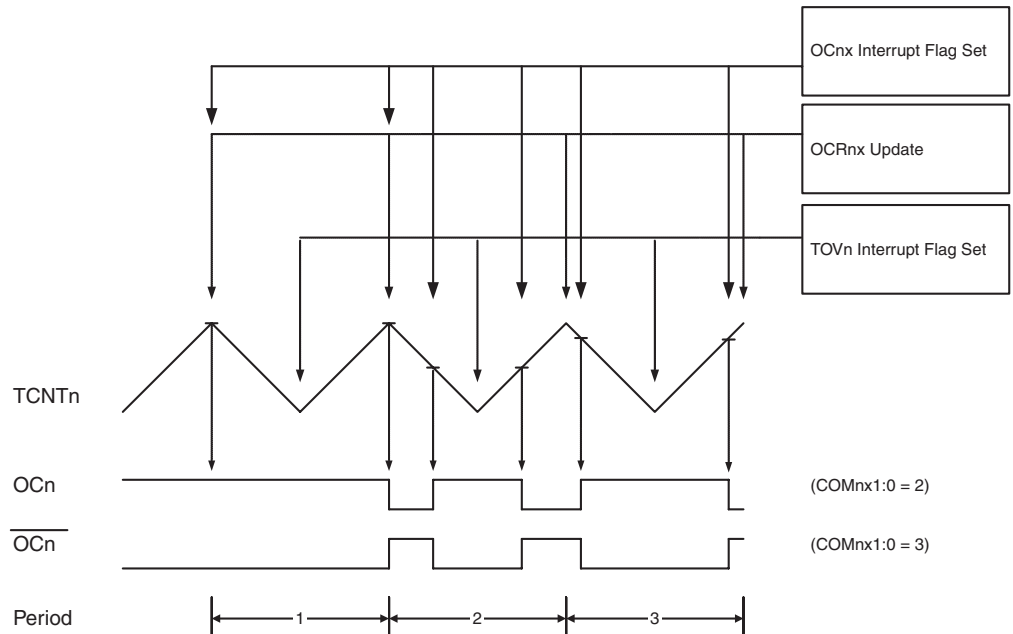 OCnx Interrupt Flag Set
OCRnx Update
TOVn Interrupt Flag Set
TCNTn
OCn (COMnx1:0 = 2)
OCn (COMnx1:0 = 3)
Period 1 2 3